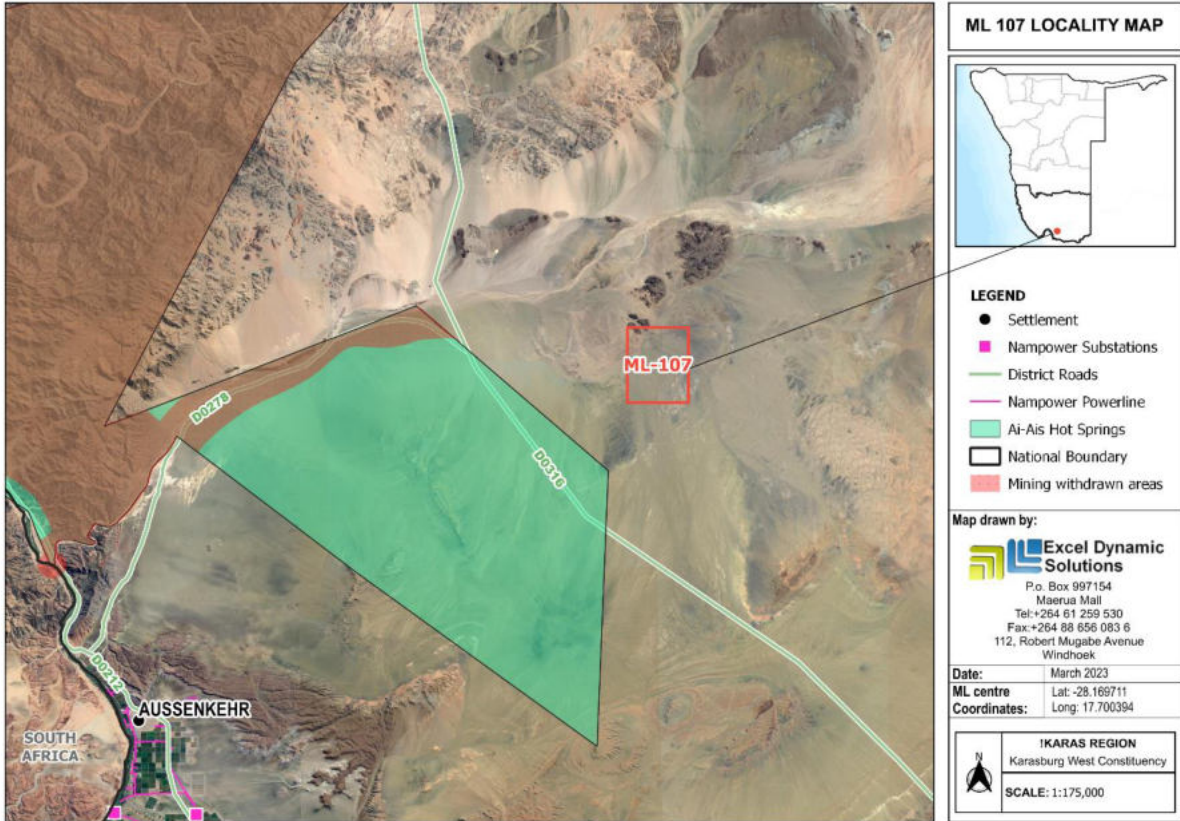 ML 107 LOCALITY MAP
LEGEND
Settlement
Nampower Substations
District Roads
Nampower Powerline
Ai-Ais Hot Springs
National Boundary
Mining withdrawn areas
Map drawn by:
Excel Dynamic
Solutions
P.o. Box 997154
Maerua Mall
Tel:+264 61 259 530
Fax:+264 88 656 083 6
112, Robert Mugabe Avenue
Windhoek
Date: March 2023
ML centre Lat: -28.169711
Coordinates: Long: 17.700394
N
!KARAS REGION
Karasburg West Constituency
SCALE: 1:175,000
ML-107
D0278
D0316
D0212
AUSSENKEHR
SOUTH
AFRICA